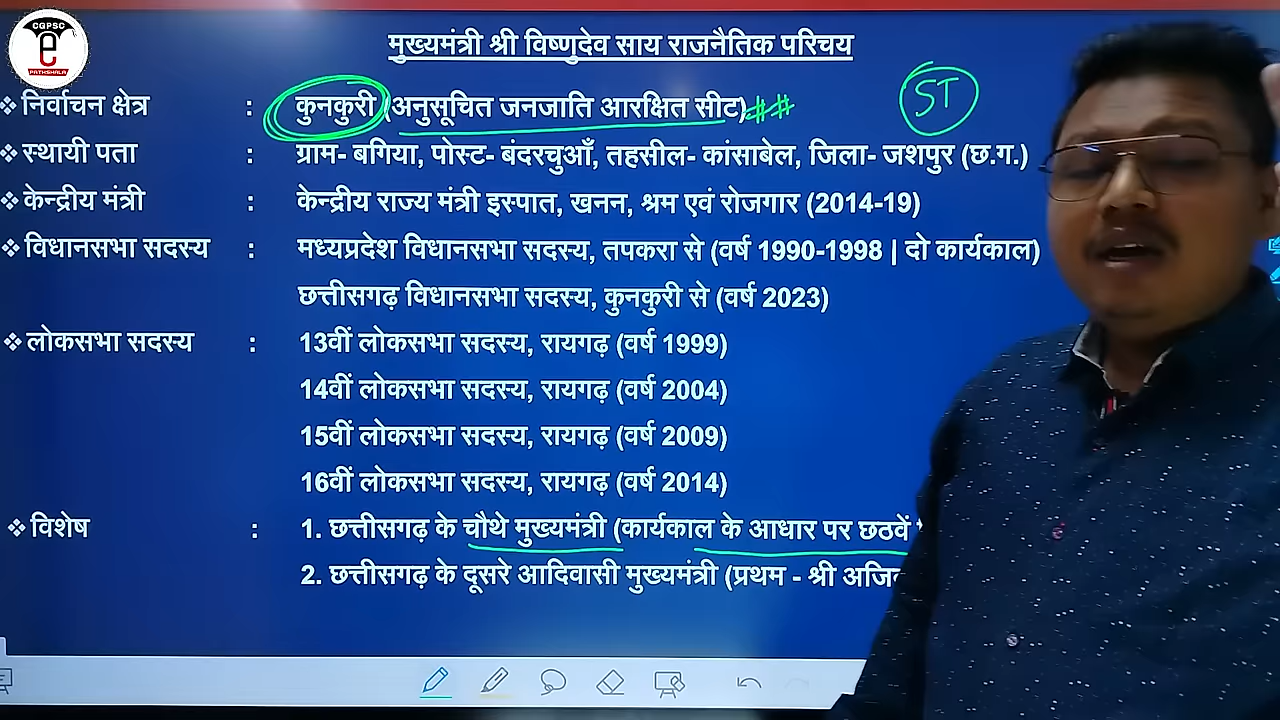 CGPSC
e
PATHSHALA
मुख्यमंत्री श्री विष्णुदेव साय राजनैतिक परिचय
ST
❖ निर्वाचन क्षेत्र : कुनकुरी (अनुसूचित जनजाति आरक्षित सीट) ##
❖ स्थायी पता : ग्राम- बगिया, पोस्ट- बंदरचुआँ, तहसील- कांसाबेल, जिला- जशपुर (छ.ग.)
❖ केन्द्रीय मंत्री : केन्द्रीय राज्य मंत्री इस्पात, खनन, श्रम एवं रोजगार (2014-19)
❖ विधानसभा सदस्य : मध्यप्रदेश विधानसभा सदस्य, तपकरा से (वर्ष 1990-1998 | दो कार्यकाल)
छत्तीसगढ़ विधानसभा सदस्य, कुनकुरी से (वर्ष 2023)
❖ लोकसभा सदस्य : 13वीं लोकसभा सदस्य, रायगढ़ (वर्ष 1999)
14वीं लोकसभा सदस्य, रायगढ़ (वर्ष 2004)
15वीं लोकसभा सदस्य, रायगढ़ (वर्ष 2009)
16वीं लोकसभा सदस्य, रायगढ़ (वर्ष 2014)
❖ विशेष : 1. छत्तीसगढ़ के चौथे मुख्यमंत्री (कार्यकाल के आधार पर छठवें
2. छत्तीसगढ़ के दूसरे आदिवासी मुख्यमंत्री (प्रथम - श्री